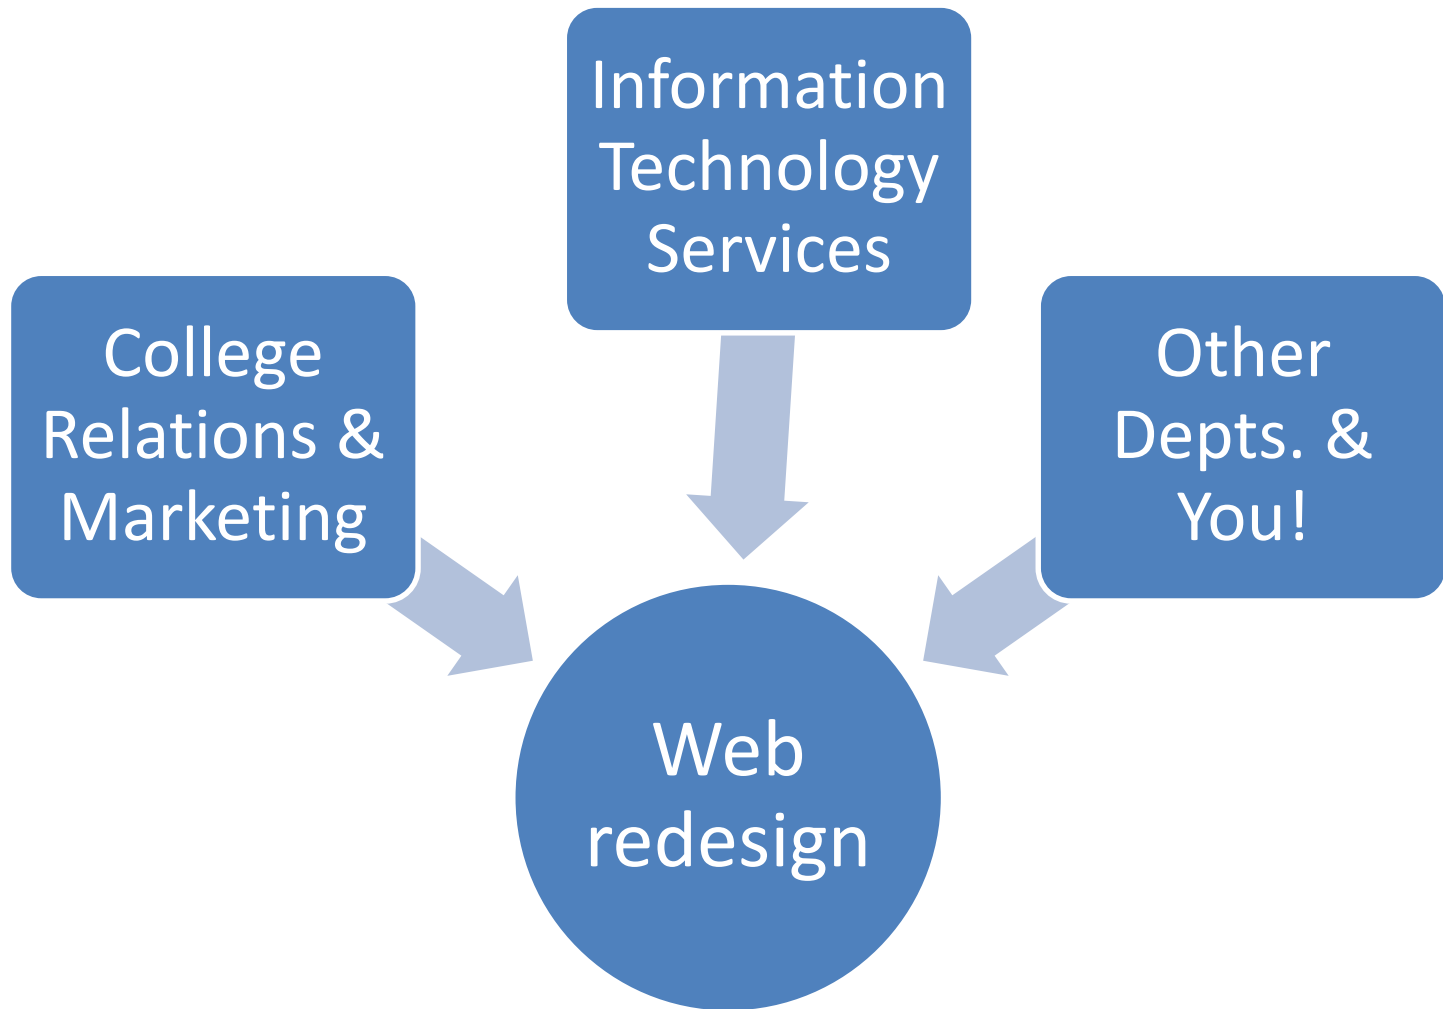 Information
Technology
Services
College
Relations &
Marketing
Other
Depts. &
You!
Web
redesign